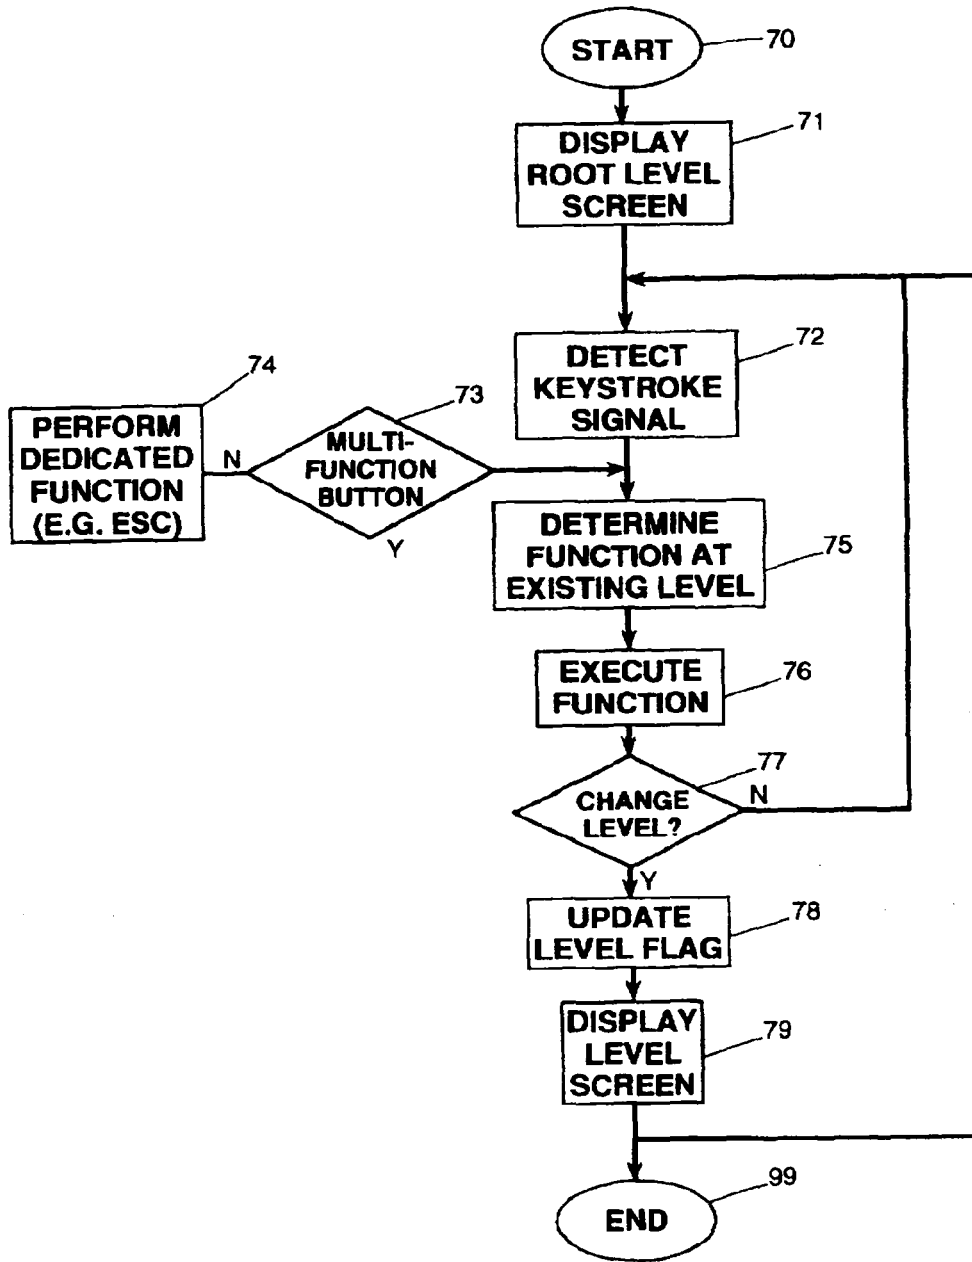 START
70
DISPLAY
ROOT LEVEL
SCREEN
71
DETECT
KEYSTROKE
SIGNAL
72
MULTI-
FUNCTION
BUTTON
73
N
Y
PERFORM
DEDICATED
FUNCTION
(E.G. ESC)
74
DETERMINE
FUNCTION AT
EXISTING LEVEL
75
EXECUTE
FUNCTION
76
CHANGE
LEVEL?
77
N
Y
UPDATE
LEVEL FLAG
78
DISPLAY
LEVEL
SCREEN
79
END
99